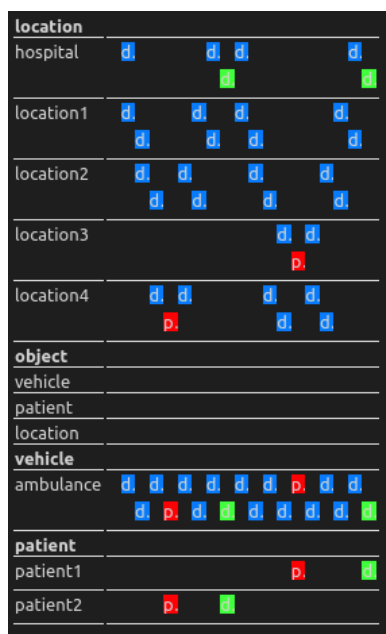 location
hospital d. d. d. d.
d. d.
location1 d. d. d. d.
d. d. d. d.
location2 d. d. d. d.
d. d. d. d.
location3 d. d.
p.
location4 d. d. d. d.
p. d. d.
object
vehicle
patient
location
vehicle
ambulance d. d. d. d. d. d. p. d. d.
d. p. d. d. d. d. d. d. d.
patient
patient1 p. d.
patient2 p. d.